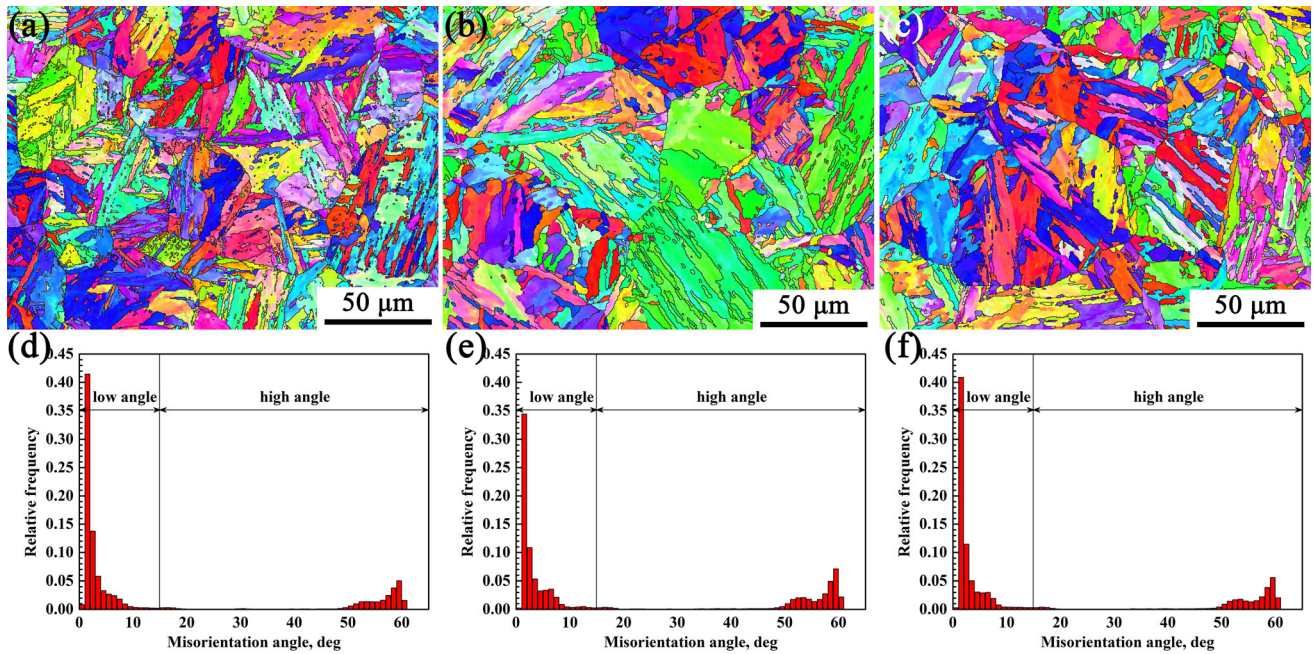 (a)
(b)
(c)
50 μm
50 μm
50 μm
(d)
(e)
(f)
0.45
0.40
0.35
0.30
0.25
0.20
0.15
0.10
0.05
0.00
low angle
high angle
Relative frequency
0 10 20 30 40 50 60
Misorientation angle, deg
0.45
0.40
0.35
0.30
0.25
0.20
0.15
0.10
0.05
0.00
low angle
high angle
Relative frequency
0 10 20 30 40 50 60
Misorientation angle, deg
0.45
0.40
0.35
0.30
0.25
0.20
0.15
0.10
0.05
0.00
low angle
high angle
Relative frequency
0 10 20 30 40 50 60
Misorientation angle, deg